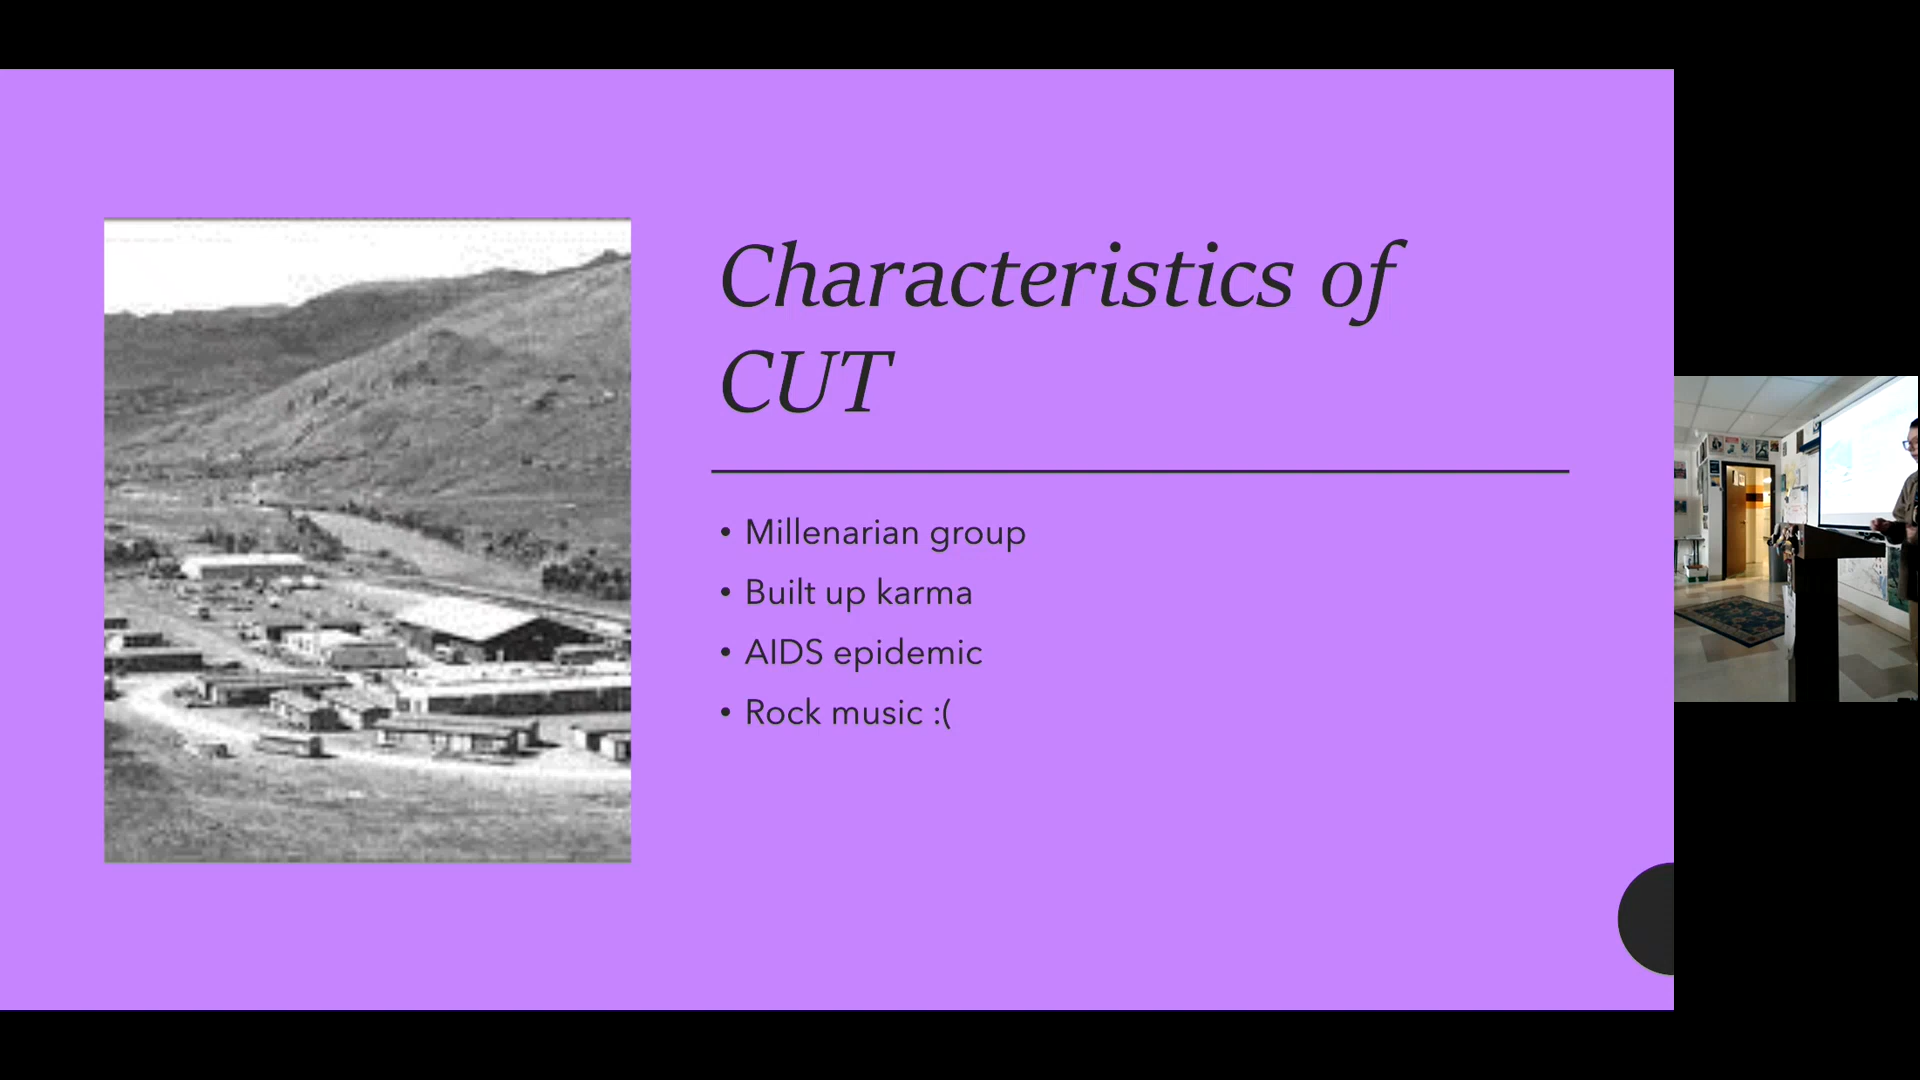 Characteristics of
CUT
• Millenarian group
• Built up karma
• AIDS epidemic
• Rock music :(